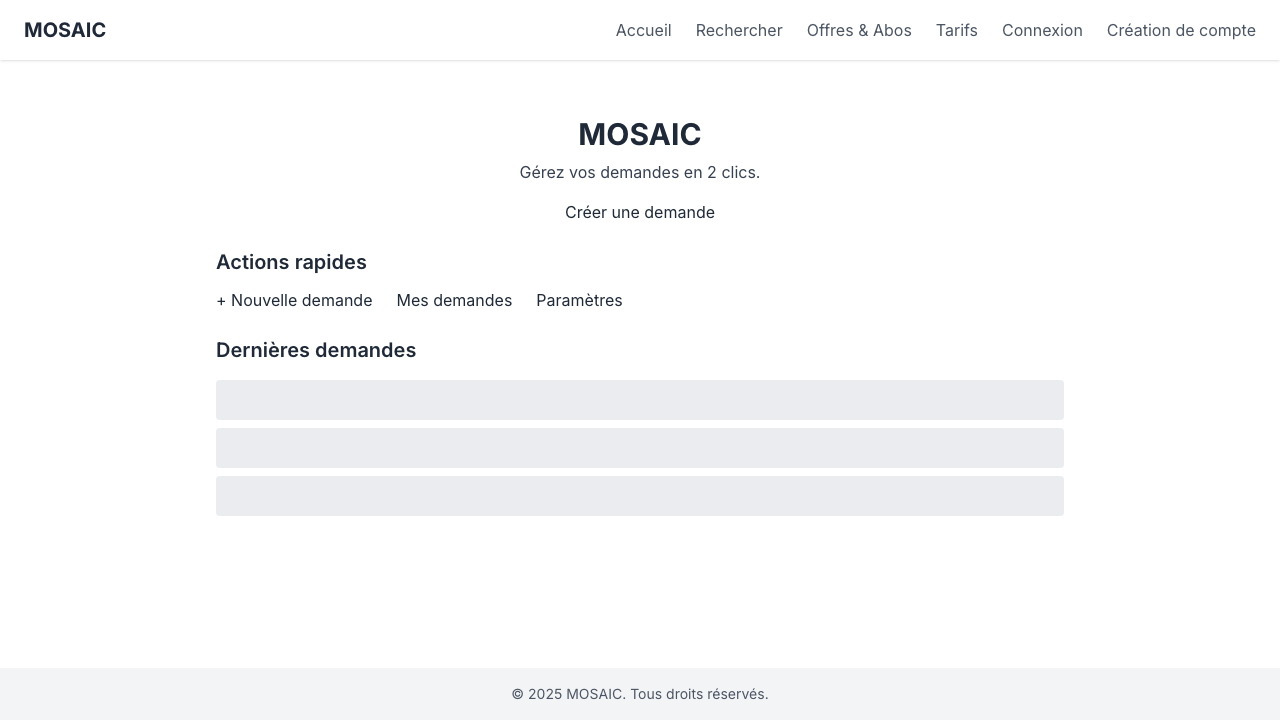 MOSAIC
Accueil Rechercher Offres & Abos Tarifs Connexion Création de compte
MOSAIC
Gérez vos demandes en 2 clics.
Créer une demande
Actions rapides
+ Nouvelle demande Mes demandes Paramètres
Dernières demandes
© 2025 MOSAIC. Tous droits réservés.